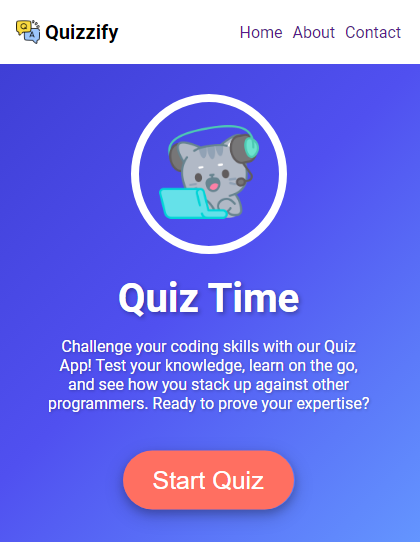 Q
A
Quizzify
Home About Contact
Quiz Time
Challenge your coding skills with our Quiz
App! Test your knowledge, learn on the go,
and see how you stack up against other
programmers. Ready to prove your expertise?
Start Quiz